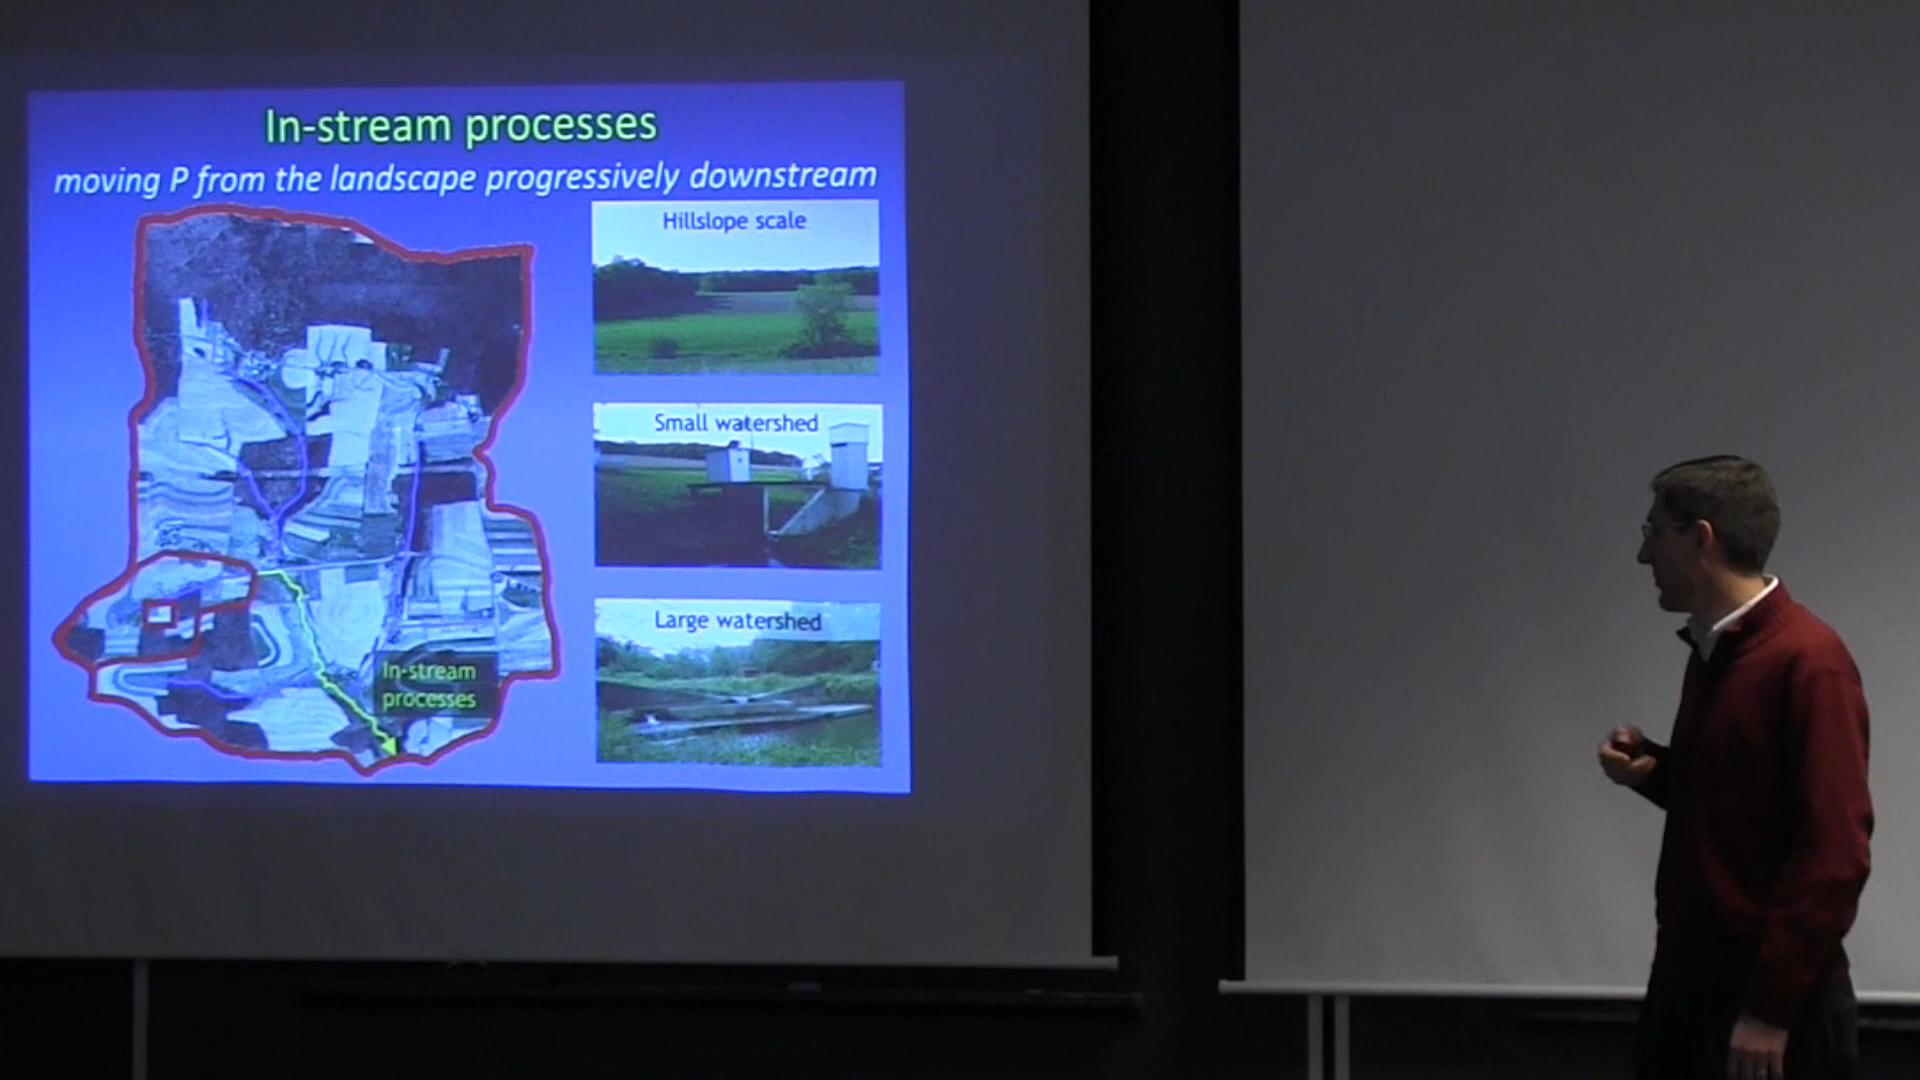 In-stream processes
moving P from the landscape progressively downstream
Hillslope scale
Small watershed
Large watershed
In-stream
processes